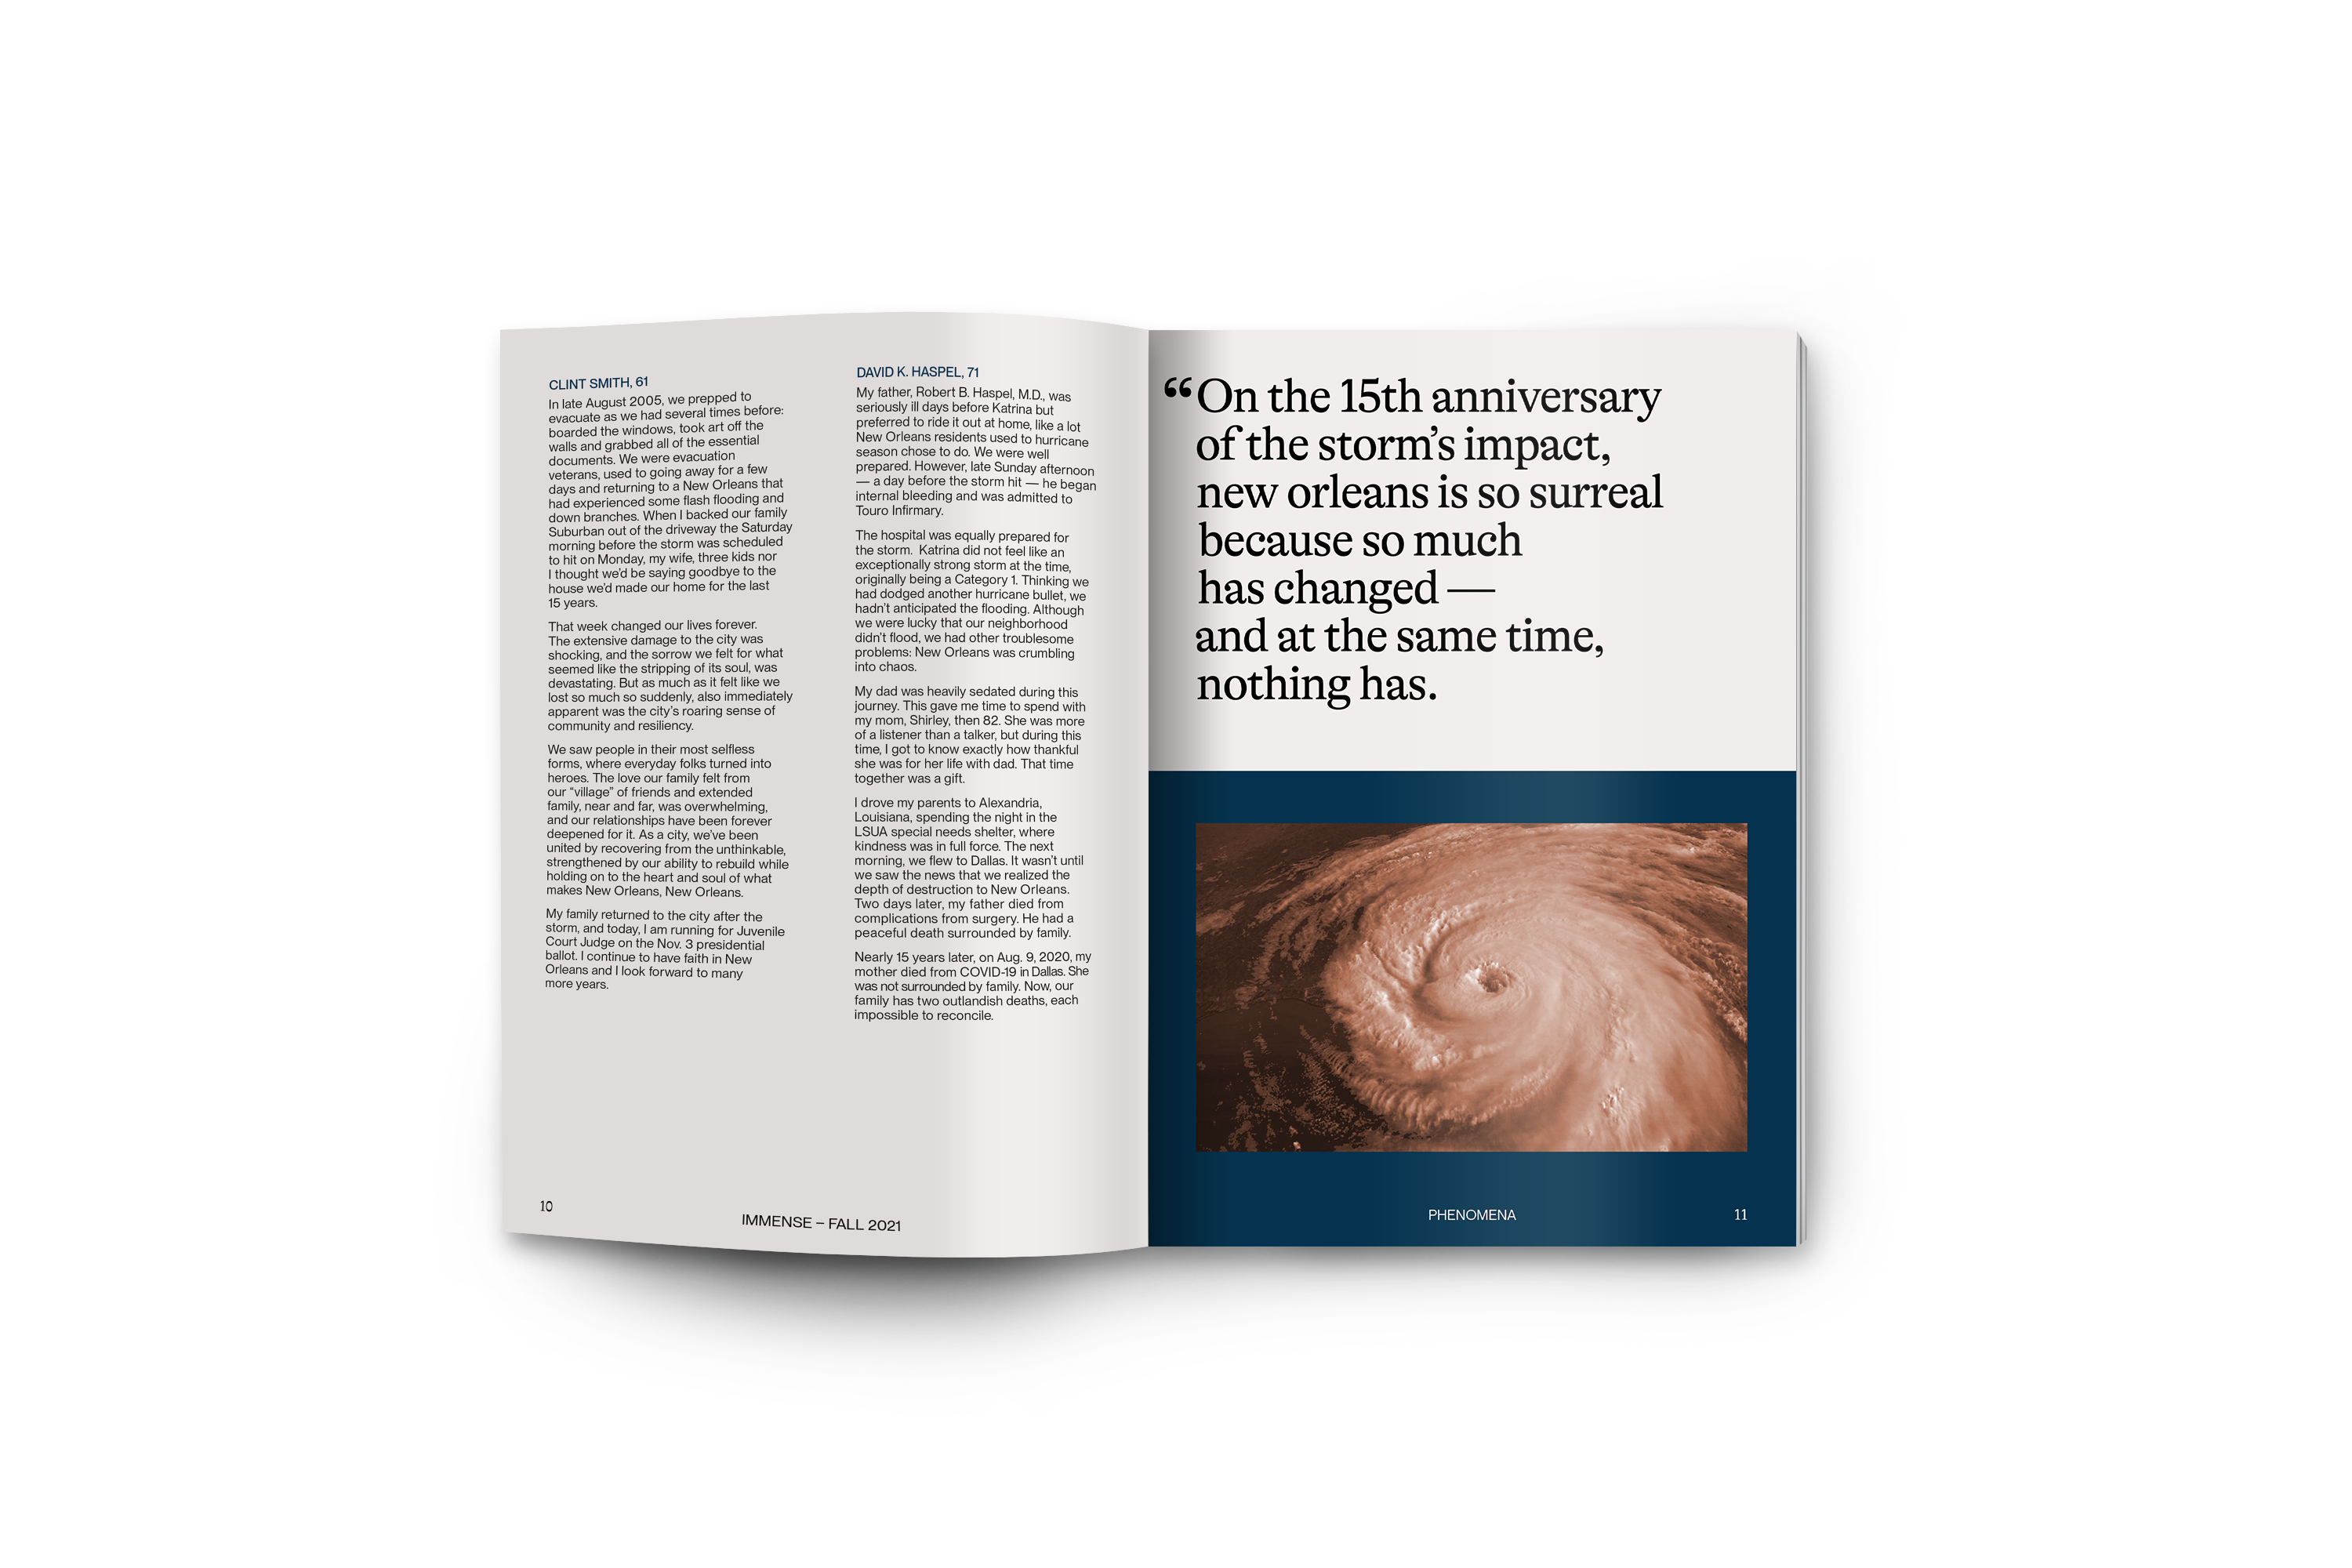 CLINT SMITH, 61
In late August 2005, we prepped to
evacuate as we had several times before:
boarded the windows, took art off the
walls and grabbed all of the essential
documents. We were evacuation
veterans, used to going away for a few
days and returning to a New Orleans that
had experienced some flash flooding and
down branches. When I backed our family
Suburban out of the driveway the Saturday
morning before the storm was scheduled
to hit on Monday, my wife, three kids nor
I thought we’d be saying goodbye to the
house we’d made our home for the last
15 years.
That week changed our lives forever.
The extensive damage to the city was
shocking, and the sorrow we felt for what
seemed like the stripping of its soul, was
devastating. But as much as it felt like we
lost so much so suddenly, also immediately
apparent was the city’s roaring sense of
community and resiliency.
We saw people in their most selfless
forms, where everyday folks turned into
heroes. The love our family felt from
our “village” of friends and extended
family, near and far, was overwhelming,
and our relationships have been forever
deepened for it. As a city, we’ve been
united by recovering from the unthinkable,
strengthened by our ability to rebuild while
holding on to the heart and soul of what
makes New Orleans, New Orleans.
My family returned to the city after the
storm, and today, I am running for Juvenile
Court Judge on the Nov. 3 presidential
ballot. I continue to have faith in New
Orleans and I look forward to many
more years.
DAVID K. HASPEL, 71
My father, Robert B. Haspel, M.D., was
seriously ill days before Katrina but
preferred to ride it out at home, like a lot
New Orleans residents used to hurricane
season chose to do. We were well
prepared. However, late Sunday afternoon
— a day before the storm hit — he began
internal bleeding and was admitted to
Touro Infirmary.
The hospital was equally prepared for
the storm. Katrina did not feel like an
exceptionally strong storm at the time,
originally being a Category 1. Thinking we
had dodged another hurricane bullet, we
hadn’t anticipated the flooding. Although
we were lucky that our neighborhood
didn’t flood, we had other troublesome
problems: New Orleans was crumbling
into chaos.
My dad was heavily sedated during this
journey. This gave me time to spend with
my mom, Shirley, then 82. She was more
of a listener than a talker, but during this
time, I got to know exactly how thankful
she was for her life with dad. That time
together was a gift.
I drove my parents to Alexandria,
Louisiana, spending the night in the
LSUA special needs shelter, where
kindness was in full force. The next
morning, we flew to Dallas. It wasn’t until
we saw the news that we realized the
depth of destruction to New Orleans.
Two days later, my father died from
complications from surgery. He had a
peaceful death surrounded by family.
Nearly 15 years later, on Aug. 9, 2020, my
mother died from COVID-19 in Dallas. She
was not surrounded by family. Now, our
family has two outlandish deaths, each
impossible to reconcile.
10
IMMENSE – FALL 2021
“On the 15th anniversary
of the storm’s impact,
new orleans is so surreal
because so much
has changed —
and at the same time,
nothing has.
PHENOMENA
11